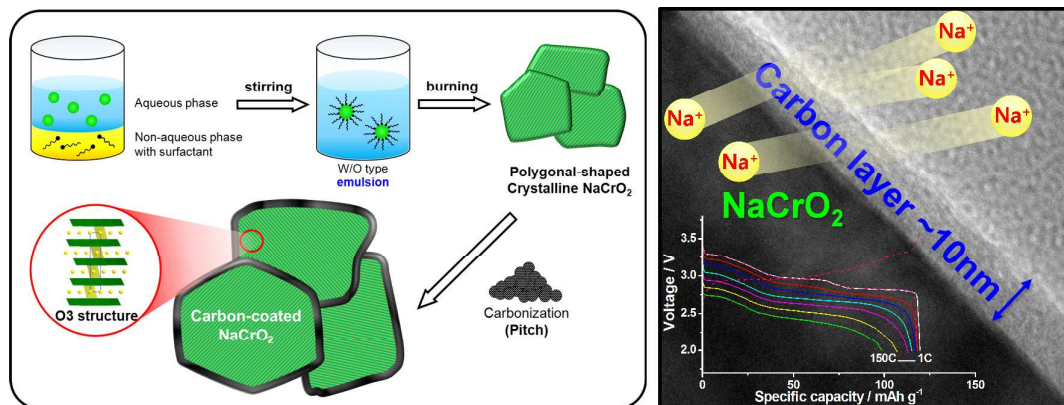 Aqueous phase
Non-aqueous phase
with surfactant
stirring
W/O type
emulsion
burning
Polygonal-shaped
Crystalline NaCrO₂
O3 structure
Carbon-coated
NaCrO₂
Carbonization
(Pitch)
Na⁺
Na⁺
Na⁺
Na⁺
Na⁺
Carbon layer ~10nm
NaCrO₂
Voltage / V
3.5
3.0
2.5
2.0
150C
1C
0
50
100
150
Specific capacity / mAh g⁻¹